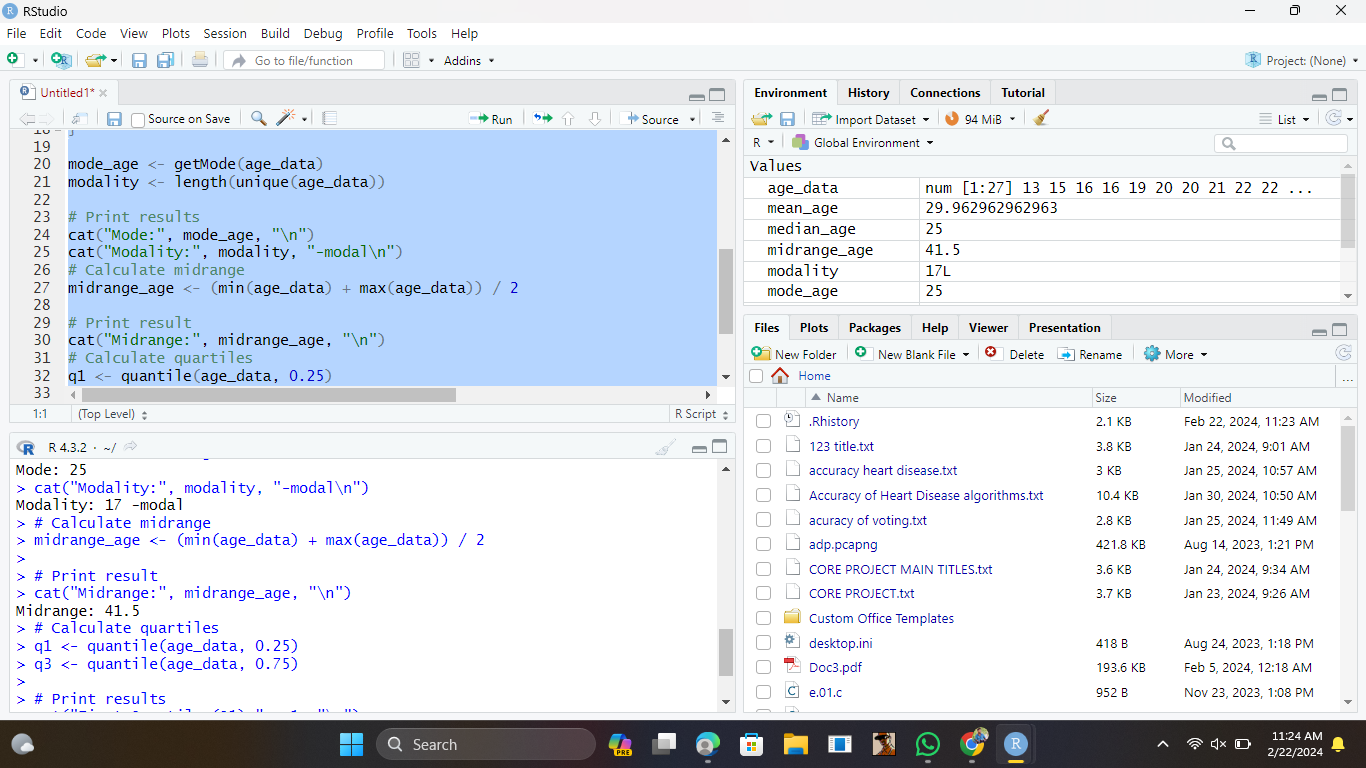 RStudio
File Edit Code View Plots Session Build Debug Profile Tools Help
Go to file/function Addins Project: (None)
Untitled1*
Source on Save Run Source
19
20 mode_age <- getMode(age_data)
21 modality <- length(unique(age_data))
22
23 # Print results
24 cat("Mode:", mode_age, "\n")
25 cat("Modality:", modality, "-modal\n")
26 # Calculate midrange
27 midrange_age <- (min(age_data) + max(age_data)) / 2
28
29 # Print result
30 cat("Midrange:", midrange_age, "\n")
31 # Calculate quartiles
32 q1 <- quantile(age_data, 0.25)
33
1:1 (Top Level) R Script
R 4.3.2 · ~/
Mode: 25
> cat("Modality:", modality, "-modal\n")
Modality: 17 -modal
> # Calculate midrange
> midrange_age <- (min(age_data) + max(age_data)) / 2
>
> # Print result
> cat("Midrange:", midrange_age, "\n")
Midrange: 41.5
> # Calculate quartiles
> q1 <- quantile(age_data, 0.25)
> q3 <- quantile(age_data, 0.75)
>
> # Print results
Environment History Connections Tutorial
Import Dataset 94 MiB List
R Global Environment
Values
age_data num [1:27] 13 15 16 16 19 20 20 21 22 22 ...
mean_age 29.962962962963
median_age 25
midrange_age 41.5
modality 17L
mode_age 25
Files Plots Packages Help Viewer Presentation
New Folder New Blank File Delete Rename More
Home ...
Name Size Modified
.Rhistory 2.1 KB Feb 22, 2024, 11:23 AM
123 title.txt 3.8 KB Jan 24, 2024, 9:01 AM
accuracy heart disease.txt 3 KB Jan 25, 2024, 10:57 AM
Accuracy of Heart Disease algorithms.txt 10.4 KB Jan 30, 2024, 10:50 AM
acuracy of voting.txt 2.8 KB Jan 25, 2024, 11:49 AM
adp.pcapng 421.8 KB Aug 14, 2023, 1:21 PM
CORE PROJECT MAIN TITLES.txt 3.6 KB Jan 24, 2024, 9:34 AM
CORE PROJECT.txt 3.7 KB Jan 23, 2024, 9:26 AM
Custom Office Templates
desktop.ini 418 B Aug 24, 2023, 1:18 PM
Doc3.pdf 193.6 KB Feb 5, 2024, 12:18 AM
e.01.c 952 B Nov 23, 2023, 1:08 PM
Search PRE 11:24 AM
2/22/2024